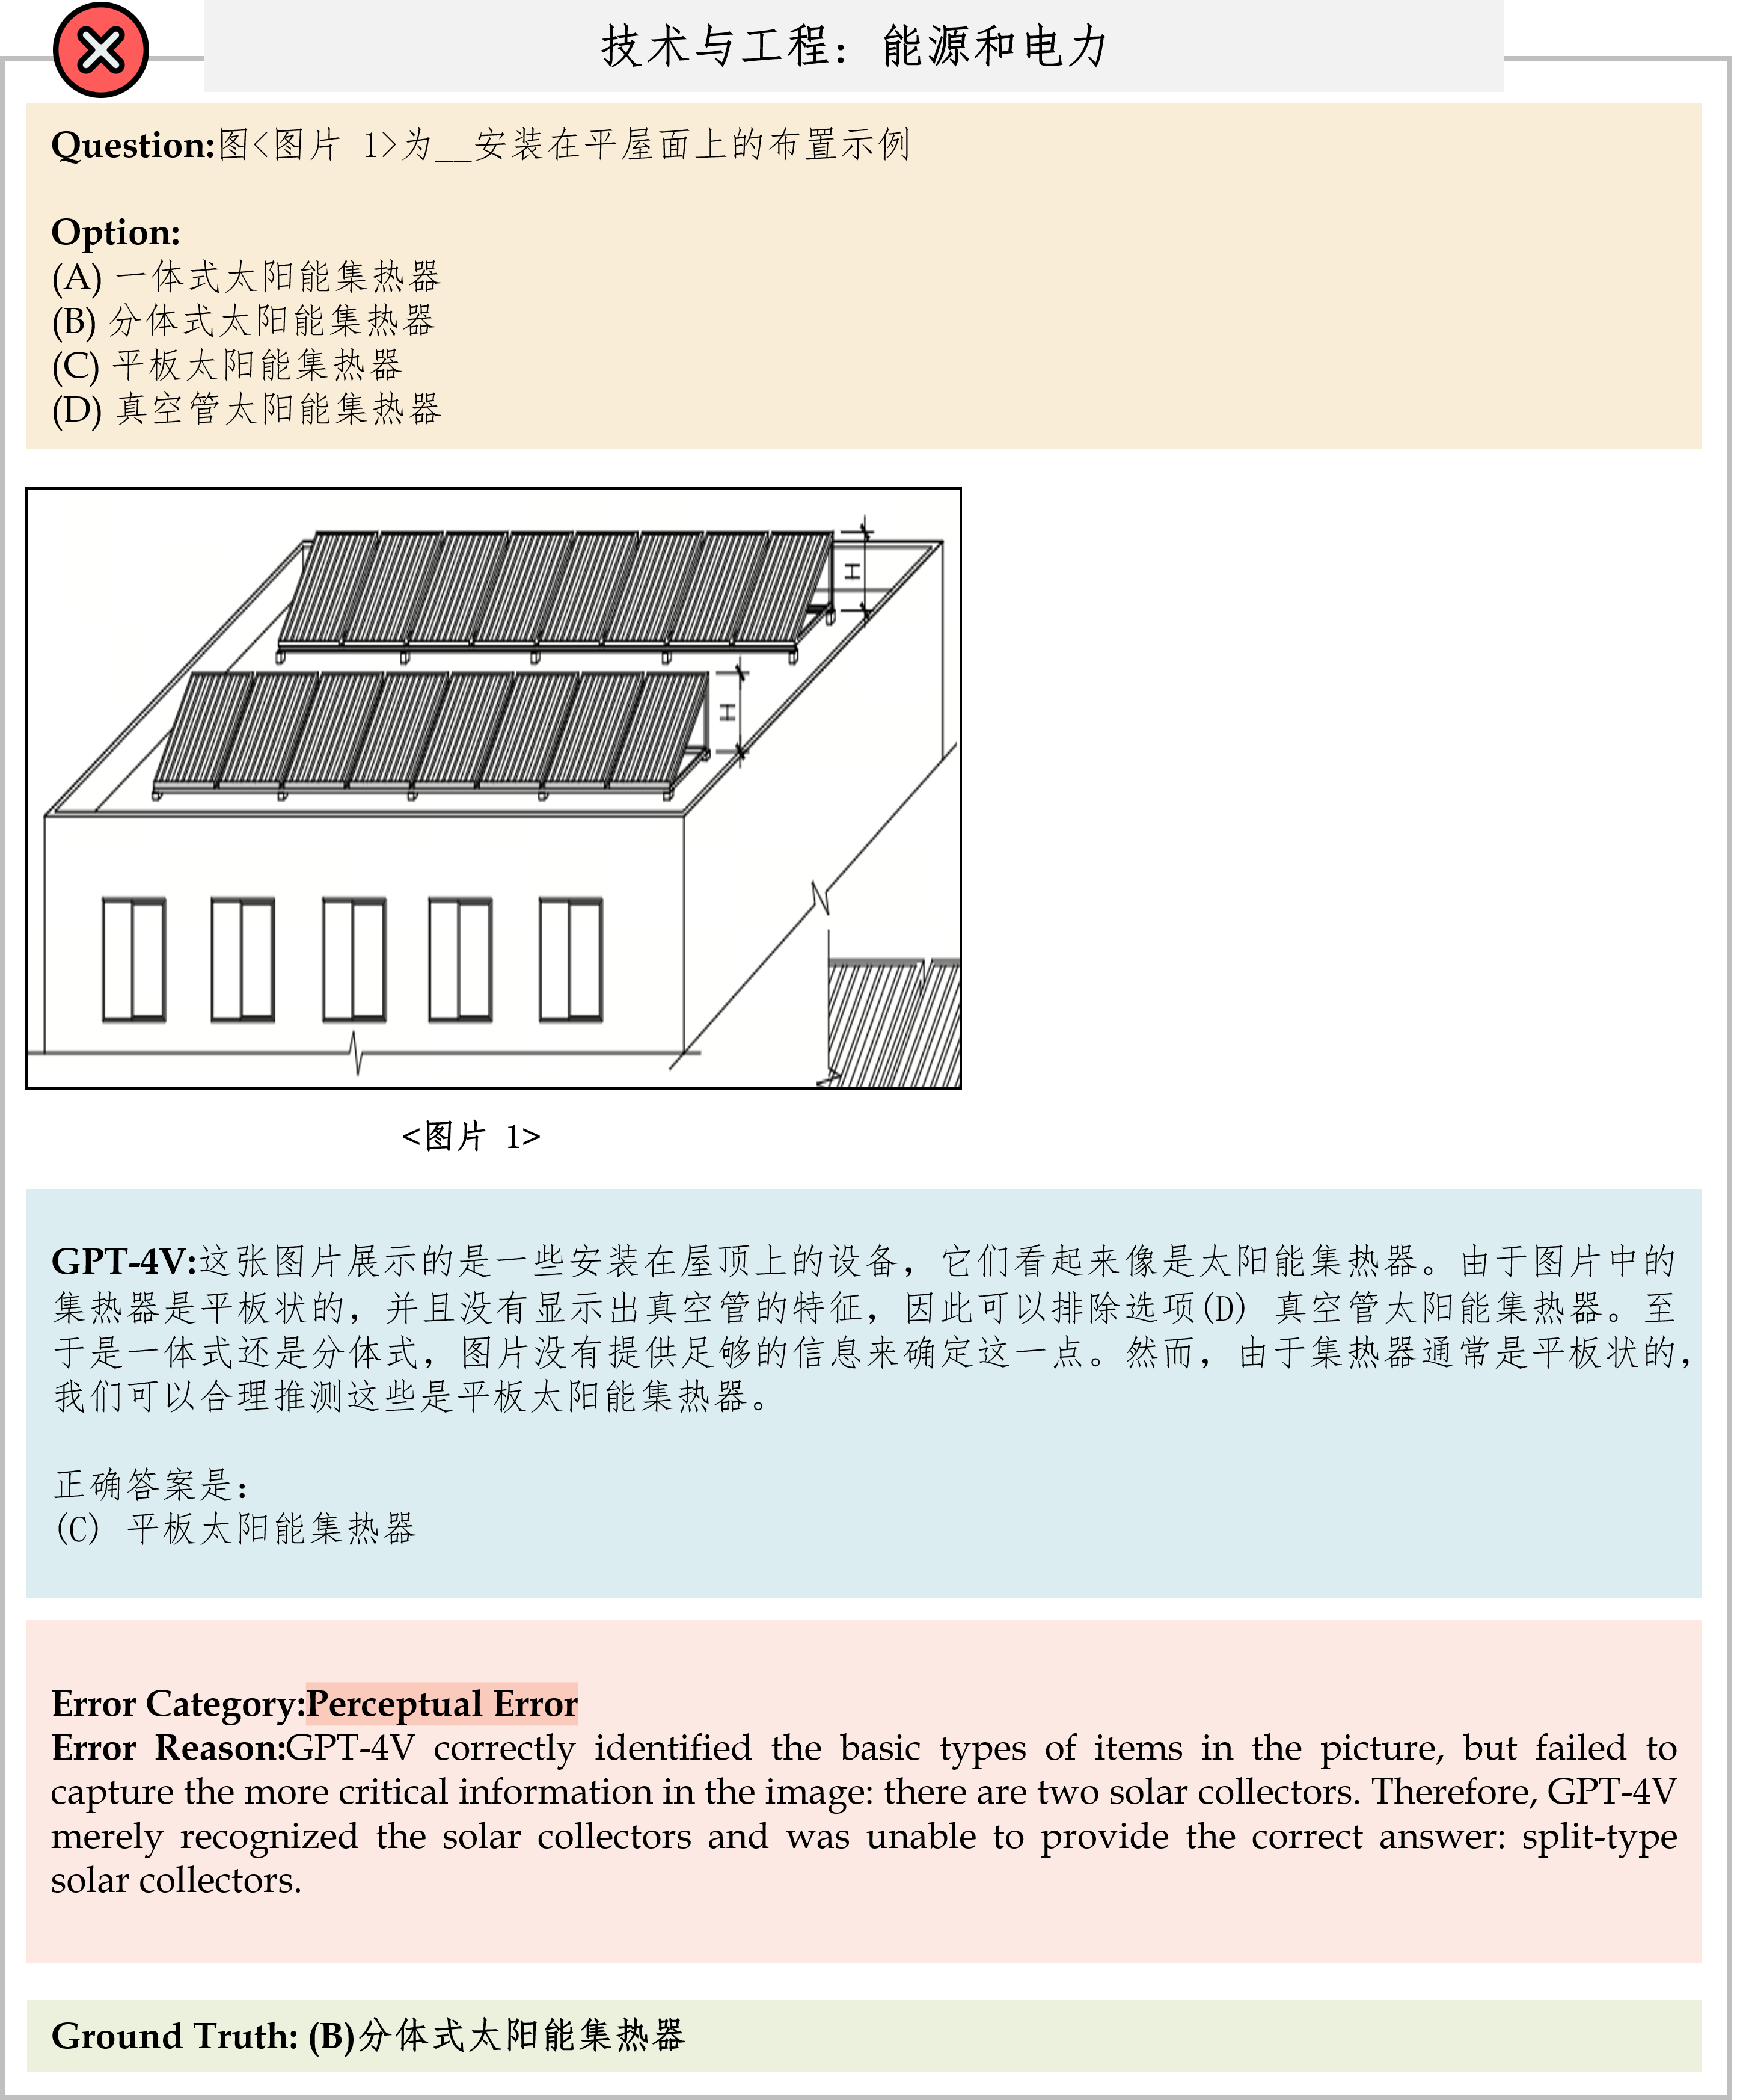 技术与工程：能源和电力
Question:图<图片 1>为__安装在平屋面上的布置示例
Option:
(A) 一体式太阳能集热器
(B) 分体式太阳能集热器
(C) 平板太阳能集热器
(D) 真空管太阳能集热器
H
H
<图片 1>
GPT-4V:这张图片展示的是一些安装在屋顶上的设备，它们看起来像是太阳能集热器。由于图片中的
集热器是平板状的，并且没有显示出真空管的特征，因此可以排除选项(D) 真空管太阳能集热器。至
于是一体式还是分体式，图片没有提供足够的信息来确定这一点。然而，由于集热器通常是平板状的，
我们可以合理推测这些是平板太阳能集热器。
正确答案是：
(C) 平板太阳能集热器
Error Category:Perceptual Error
Error Reason:GPT-4V correctly identified the basic types of items in the picture, but failed to
capture the more critical information in the image: there are two solar collectors. Therefore, GPT-4V
merely recognized the solar collectors and was unable to provide the correct answer: split-type
solar collectors.
Ground Truth: (B)分体式太阳能集热器